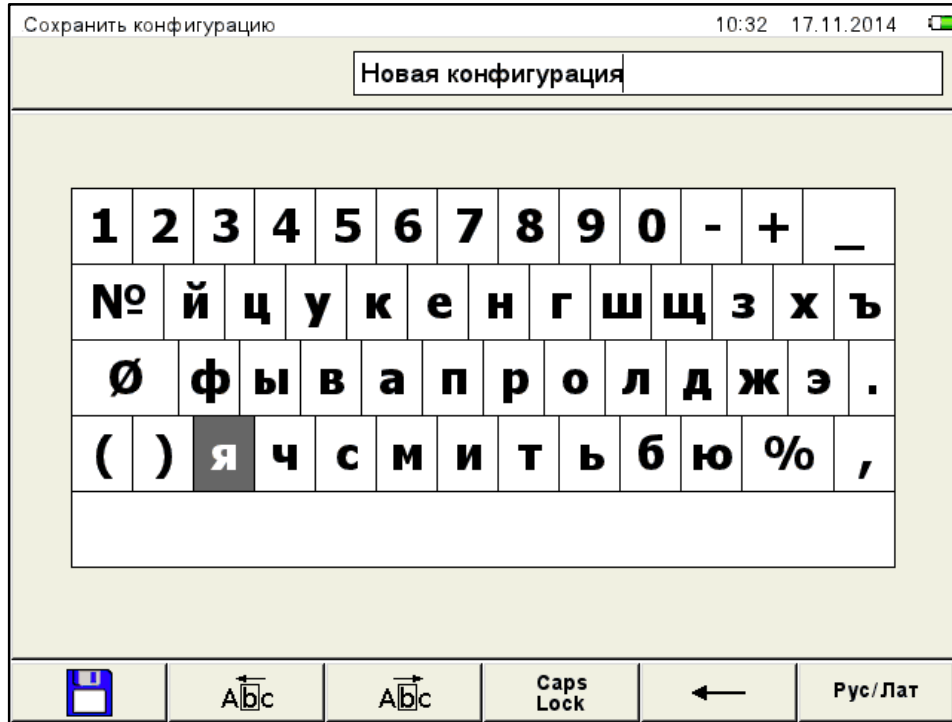 Сохранить конфигурацию 10:32 17.11.2014
Новая конфигурация
1 2 3 4 5 6 7 8 9 0 - + _
№ й ц у к е н г ш щ з х ъ
Ø ф ы в а п р о л д ж э .
( ) я ч с м и т ь б ю % ,
Abc Abc Caps Lock ← Рус/Лат